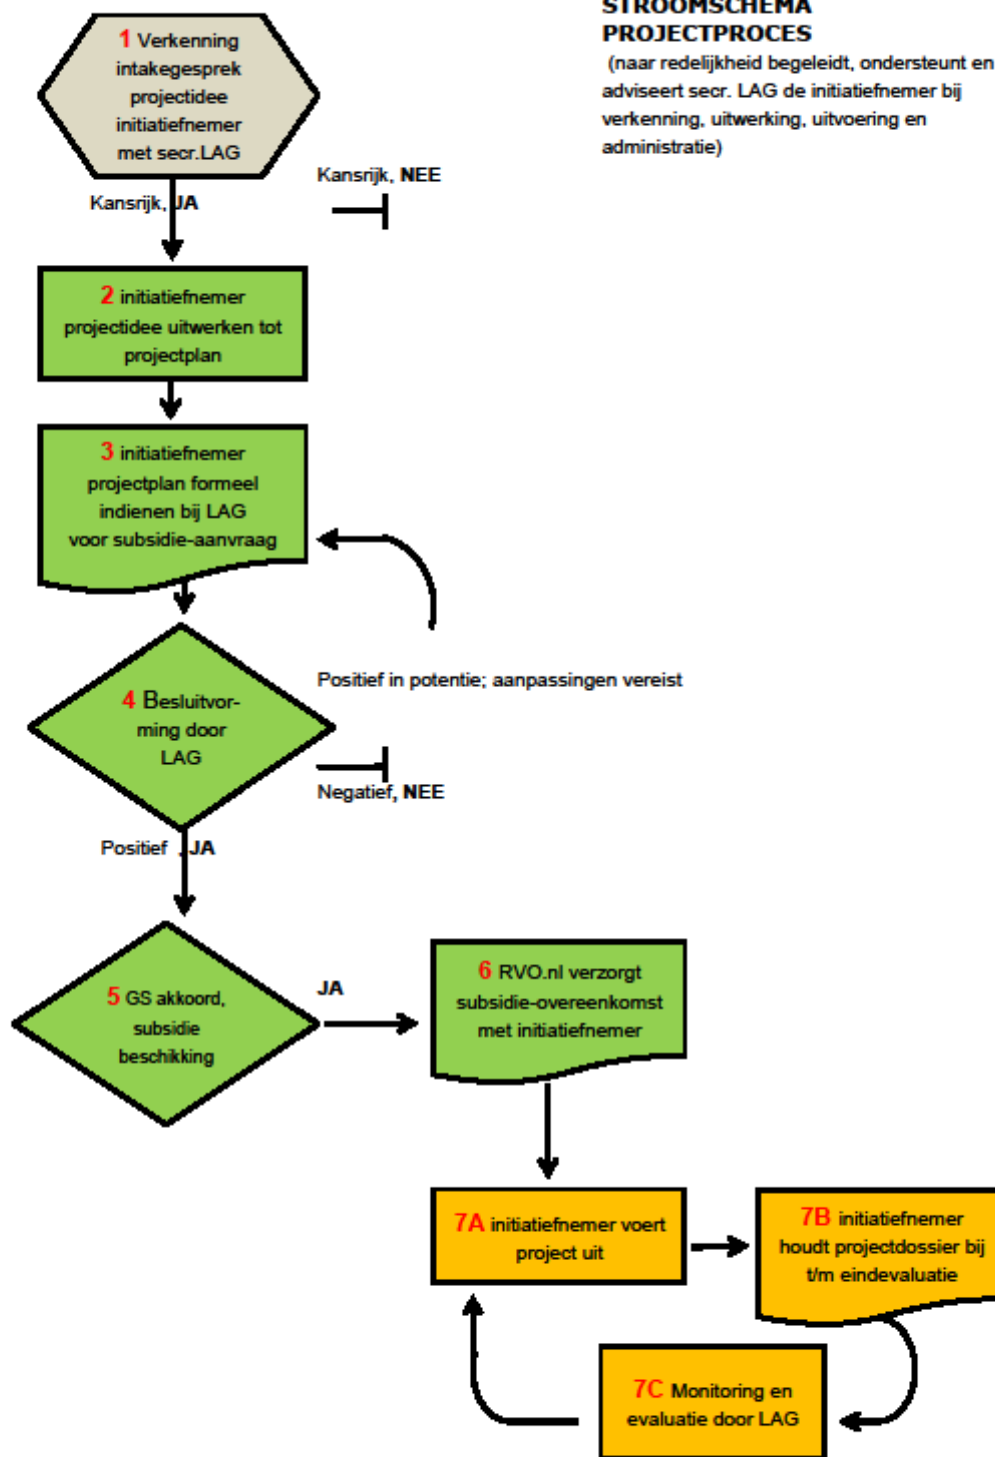 STROOMSCHEMA
PROJECTPROCES
(naar redelijkheid begeleidt, ondersteunt en
adviseert secr. LAG de initiatiefnemer bij
verkenning, uitwerking, uitvoering en
administratie)
1 Verkenning
intakegesprek
projectidee
initiatiefnemer
met secr.LAG
Kansrijk, NEE
Kansrijk, JA
2 initiatiefnemer
projectidee uitwerken tot
projectplan
3 initiatiefnemer
projectplan formeel
indienen bij LAG
voor subsidie-aanvraag
Positief in potentie; aanpassingen vereist
4 Besluitvor-
ming door
LAG
Negatief, NEE
Positief , JA
5 GS akkoord,
subsidie
beschikking
JA
6 RVO.nl verzorgt
subsidie-overeenkomst
met initiatiefnemer
7A initiatiefnemer voert
project uit
7B initiatiefnemer
houdt projectdossier bij
t/m eindevaluatie
7C Monitoring en
evaluatie door LAG